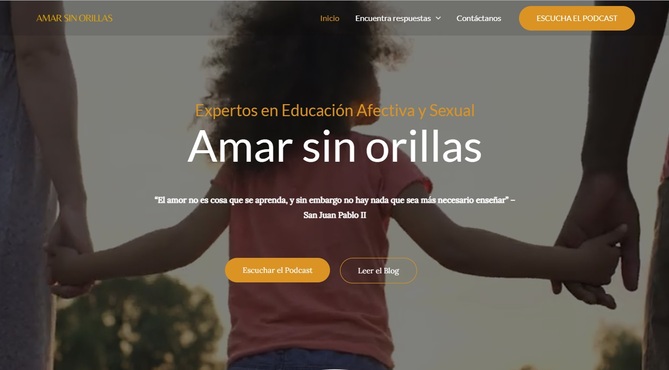 AMAR SIN ORILLAS
Inicio
Encuentra respuestas
Contáctanos
ESCUCHA EL PODCAST
Expertos en Educación Afectiva y Sexual
Amar sin orillas
"El amor no es cosa que se aprenda, y sin embargo no hay nada que sea más necesario enseñar" –
San Juan Pablo II
Escuchar el Podcast
Leer el Blog